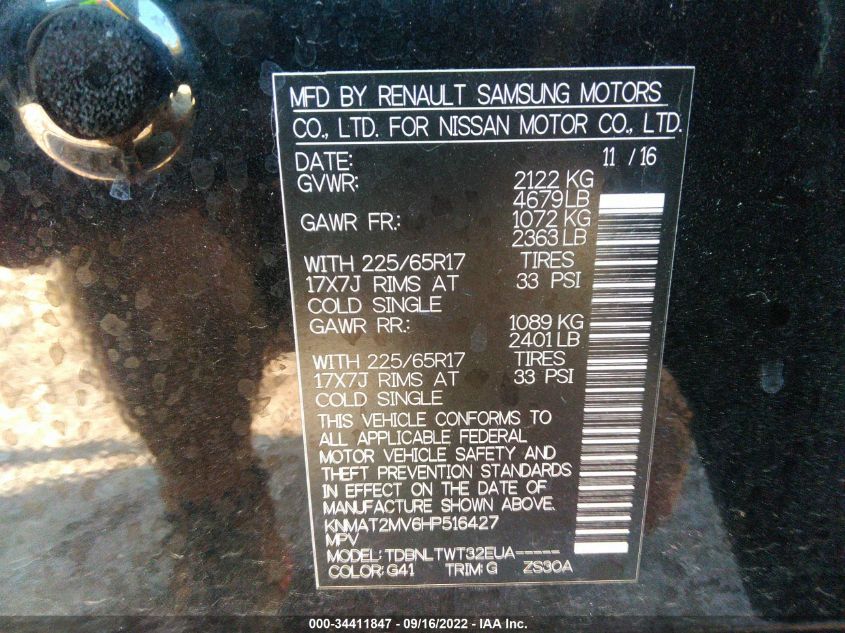 MFD BY RENAULT SAMSUNG MOTORS
CO., LTD. FOR NISSAN MOTOR CO., LTD.
DATE: 11 / 16
GVWR: 2122 KG
4679 LB
GAWR FR.: 1072 KG
2363 LB
WITH 225/65R17 TIRES
17X7J RIMS AT 33 PSI
COLD SINGLE
GAWR RR.: 1089 KG
2401 LB
WITH 225/65R17 TIRES
17X7J RIMS AT 33 PSI
COLD SINGLE
THIS VEHICLE CONFORMS TO
ALL APPLICABLE FEDERAL
MOTOR VEHICLE SAFETY AND
THEFT PREVENTION STANDARDS
IN EFFECT ON THE DATE OF
MANUFACTURE SHOWN ABOVE.
KNMAT2MV6HP516427
MPV
MODEL: TDBNLTWT32EUA-----
COLOR: G41 TRIM: G ZS30A
000-34411847 - 09/16/2022 - IAA Inc.